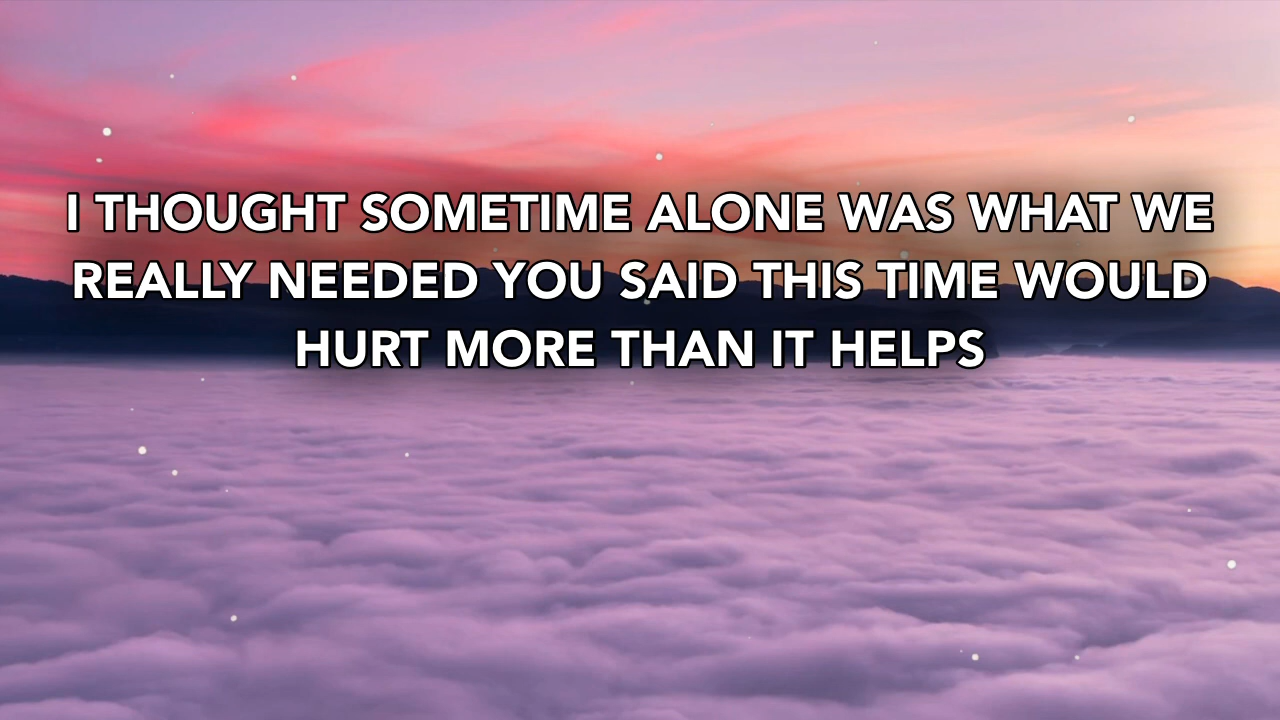 I THOUGHT SOMETIME ALONE WAS WHAT WE
REALLY NEEDED YOU SAID THIS TIME WOULD
HURT MORE THAN IT HELPS